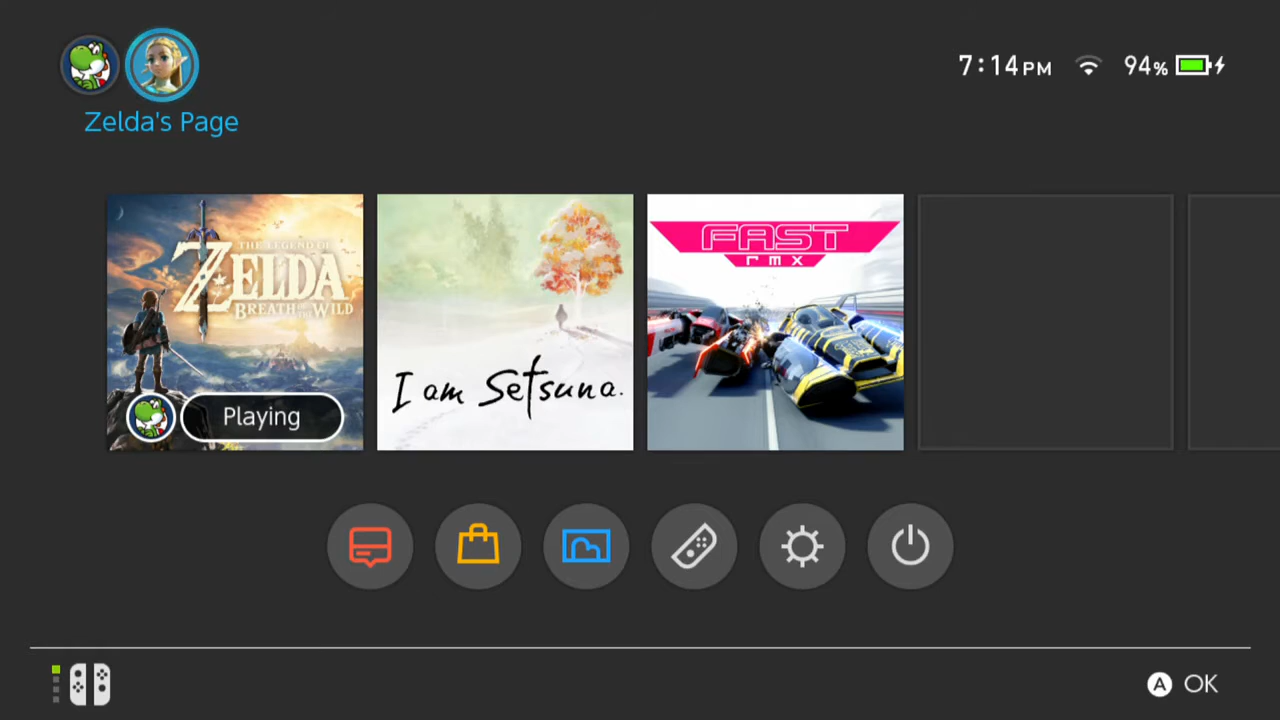 7:14 PM 94%
Zelda's Page
THE LEGEND OF
ZELDA
BREATH OF THE WILD
Playing
I am Setsuna.
FAST
rmx
A OK